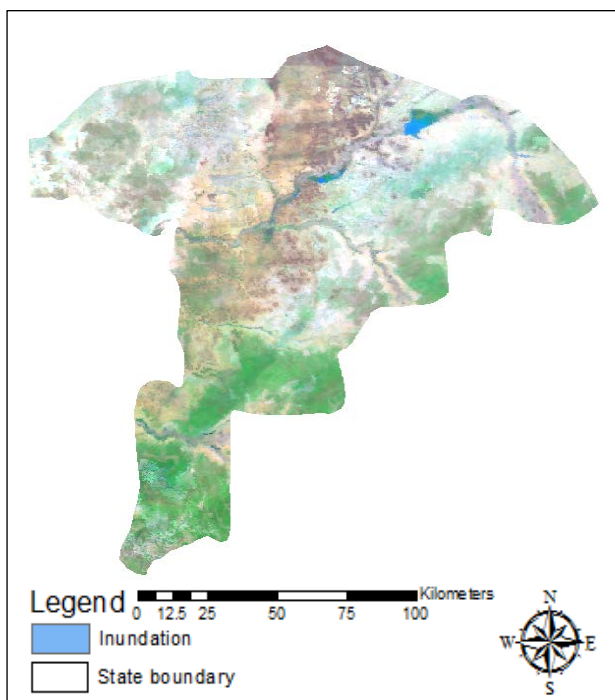 Legend
Kilometers
0 12.5 25 50 75 100
Inundation
State boundary
N
W E
S